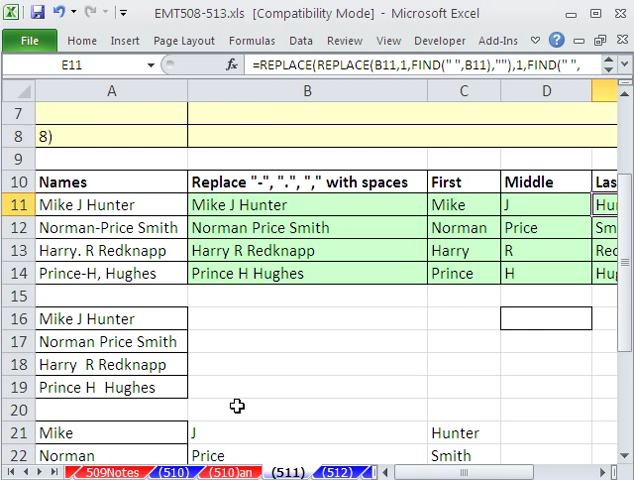 EMT508-513.xls [Compatibility Mode] - Microsoft Excel
File Home Insert Page Layout Formulas Data Review View Developer Add-Ins
E11 fx =REPLACE(REPLACE(B11,1,FIND(" ",B11),""),1,FIND(" ",
A B C D
7
8 8)
9
10 Names Replace "-", ".", "," with spaces First Middle Las
11 Mike J Hunter Mike J Hunter Mike J Hun
12 Norman-Price Smith Norman Price Smith Norman Price Sm
13 Harry. R Redknapp Harry R Redknapp Harry R Red
14 Prince-H, Hughes Prince H Hughes Prince H Hug
15
16 Mike J Hunter
17 Norman Price Smith
18 Harry  R Redknapp
19 Prince H  Hughes
20
21 Mike J Hunter
22 Norman Price Smith
509Notes (510) (510)an (511) (512)